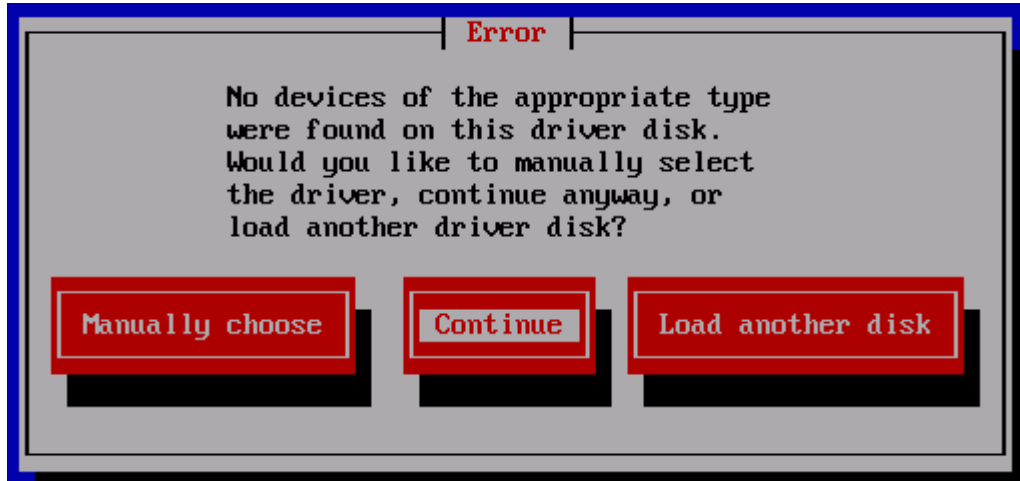 Error
No devices of the appropriate type
were found on this driver disk.
Would you like to manually select
the driver, continue anyway, or
load another driver disk?
Manually choose Continue Load another disk